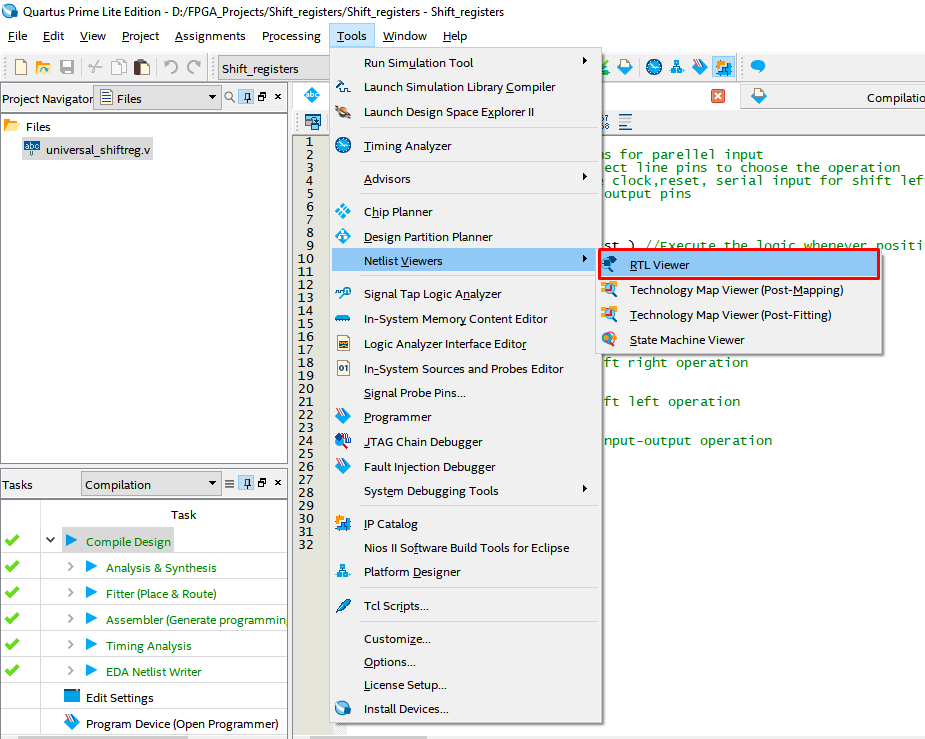 Quartus Prime Lite Edition - D:/FPGA_Projects/Shift_registers/Shift_registers - Shift_registers
File Edit View Project Assignments Processing Tools Window Help
Shift_registers
Project Navigator Files
Files
universal_shiftreg.v
Tasks Compilation
Task
Compile Design
Analysis & Synthesis
Fitter (Place & Route)
Assembler (Generate programmin
Timing Analysis
EDA Netlist Writer
Edit Settings
Program Device (Open Programmer)
Run Simulation Tool
Launch Simulation Library Compiler
Launch Design Space Explorer II
Timing Analyzer
Advisors
Chip Planner
Design Partition Planner
Netlist Viewers
Signal Tap Logic Analyzer
In-System Memory Content Editor
Logic Analyzer Interface Editor
In-System Sources and Probes Editor
Signal Probe Pins...
Programmer
JTAG Chain Debugger
Fault Injection Debugger
System Debugging Tools
IP Catalog
Nios II Software Build Tools for Eclipse
Platform Designer
Tcl Scripts...
Customize...
Options...
License Setup...
Install Devices...
RTL Viewer
Technology Map Viewer (Post-Mapping)
Technology Map Viewer (Post-Fitting)
State Machine Viewer
abc
Compilatio
1
2
3
4
5
6
7
8
9
10
11
12
13
14
15
16
17
18
19
20
21
22
23
24
25
26
27
28
29
30
31
32
s for parellel input
ect line pins to choose the operation
e clock,reset, serial input for shift lef
output pins
st ) //Execute the logic whenever positi
ft right operation
ft left operation
nput-output operation